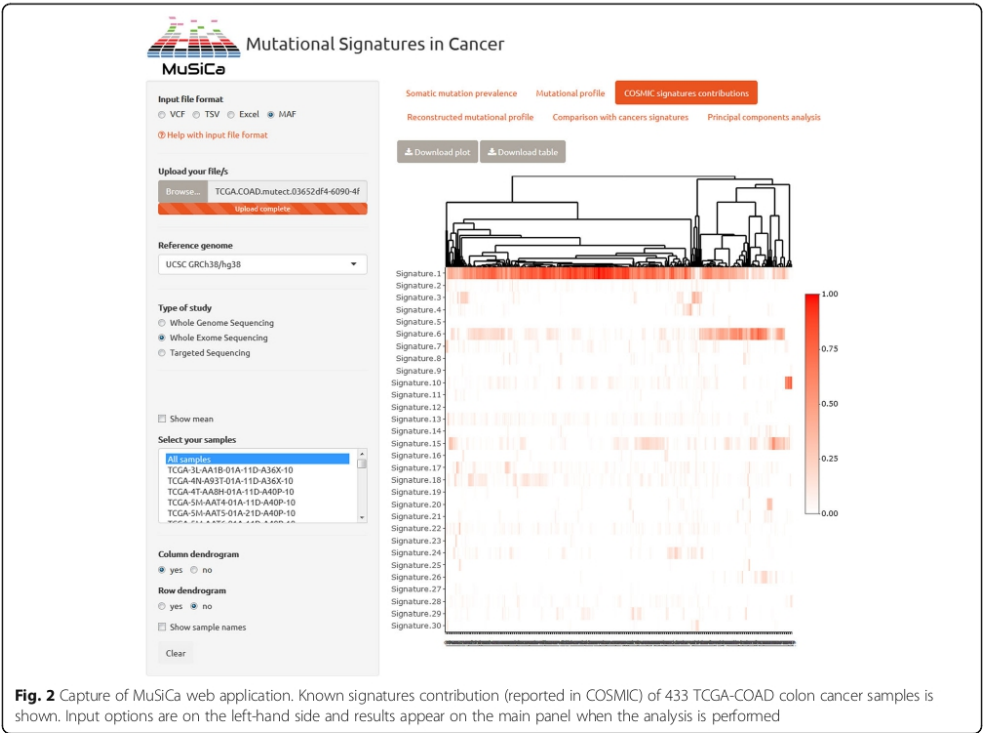 Mutational Signatures in Cancer
MuSiCa
Input file format
VCF TSV Excel MAF
Help with input file format
Upload your file/s
Browse... TCGA.COAD.mutect.03652df4-6090-4f
Upload complete
Reference genome
UCSC GRCh38/hg38
Type of study
Whole Genome Sequencing
Whole Exome Sequencing
Targeted Sequencing
Show mean
Select your samples
All samples
TCGA-3L-AA1B-01A-11D-A36X-10
TCGA-4N-A93T-01A-11D-A36X-10
TCGA-4T-AA8H-01A-11D-A40P-10
TCGA-5M-AAT4-01A-11D-A40P-10
TCGA-5M-AAT5-01A-21D-A40P-10
Column dendrogram
yes no
Row dendrogram
yes no
Show sample names
Clear
Somatic mutation prevalence Mutational profile COSMIC signatures contributions
Reconstructed mutational profile Comparison with cancers signatures Principal components analysis
Download plot Download table
Signature.1
Signature.2
Signature.3
Signature.4
Signature.5
Signature.6
Signature.7
Signature.8
Signature.9
Signature.10
Signature.11
Signature.12
Signature.13
Signature.14
Signature.15
Signature.16
Signature.17
Signature.18
Signature.19
Signature.20
Signature.21
Signature.22
Signature.23
Signature.24
Signature.25
Signature.26
Signature.27
Signature.28
Signature.29
Signature.30
1.00
0.75
0.50
0.25
0.00
Fig. 2 Capture of MuSiCa web application. Known signatures contribution (reported in COSMIC) of 433 TCGA-COAD colon cancer samples is
shown. Input options are on the left-hand side and results appear on the main panel when the analysis is performed